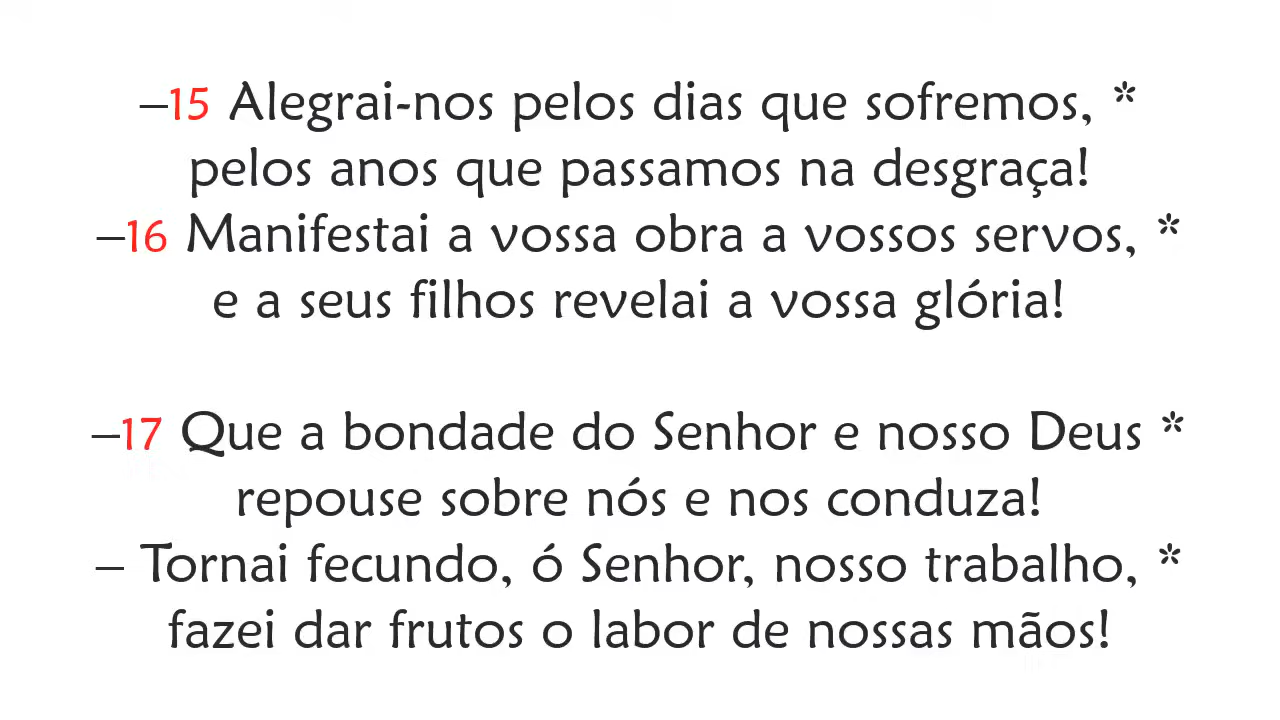 –15 Alegrai-nos pelos dias que sofremos, *
pelos anos que passamos na desgraça!
–16 Manifestai a vossa obra a vossos servos, *
e a seus filhos revelai a vossa glória!
–17 Que a bondade do Senhor e nosso Deus *
repouse sobre nós e nos conduza!
– Tornai fecundo, ó Senhor, nosso trabalho, *
fazei dar frutos o labor de nossas mãos!